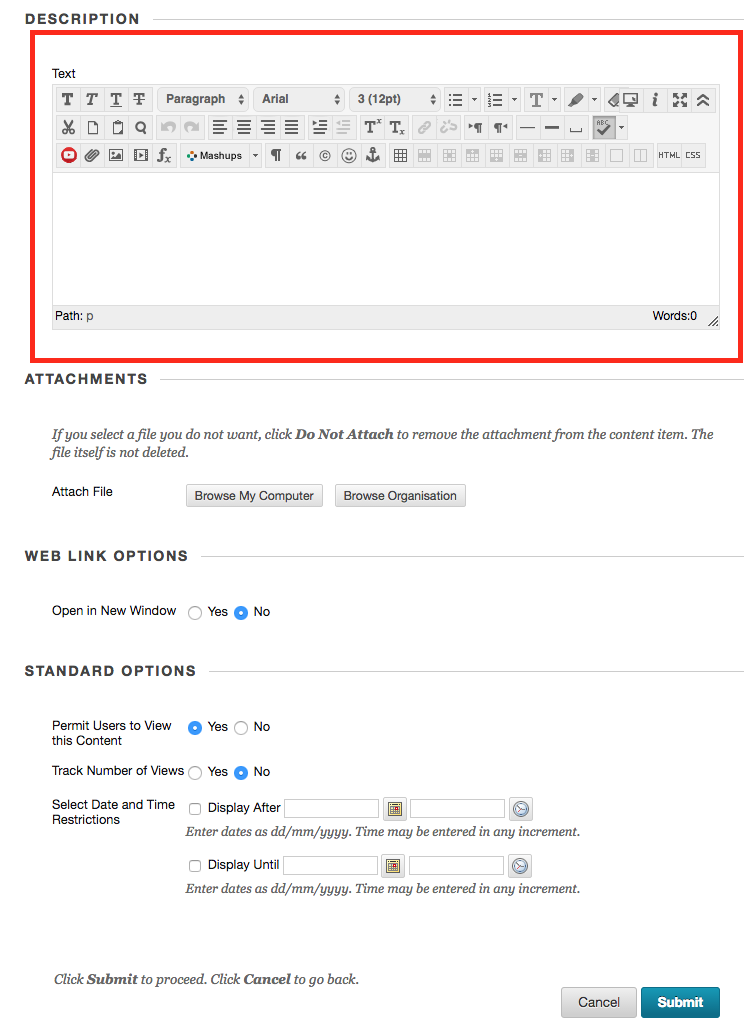 DESCRIPTION
Text
T T T T Paragraph Arial 3 (12pt) T i
Tx Tx ABC
fx Mashups ¶ “ © HTML CSS
Path: p Words:0
ATTACHMENTS
If you select a file you do not want, click Do Not Attach to remove the attachment from the content item. The
file itself is not deleted.
Attach File Browse My Computer Browse Organisation
WEB LINK OPTIONS
Open in New Window Yes No
STANDARD OPTIONS
Permit Users to View Yes No
this Content
Track Number of Views Yes No
Select Date and Time Display After
Restrictions
Enter dates as dd/mm/yyyy. Time may be entered in any increment.
Display Until
Enter dates as dd/mm/yyyy. Time may be entered in any increment.
Click Submit to proceed. Click Cancel to go back.
Cancel Submit